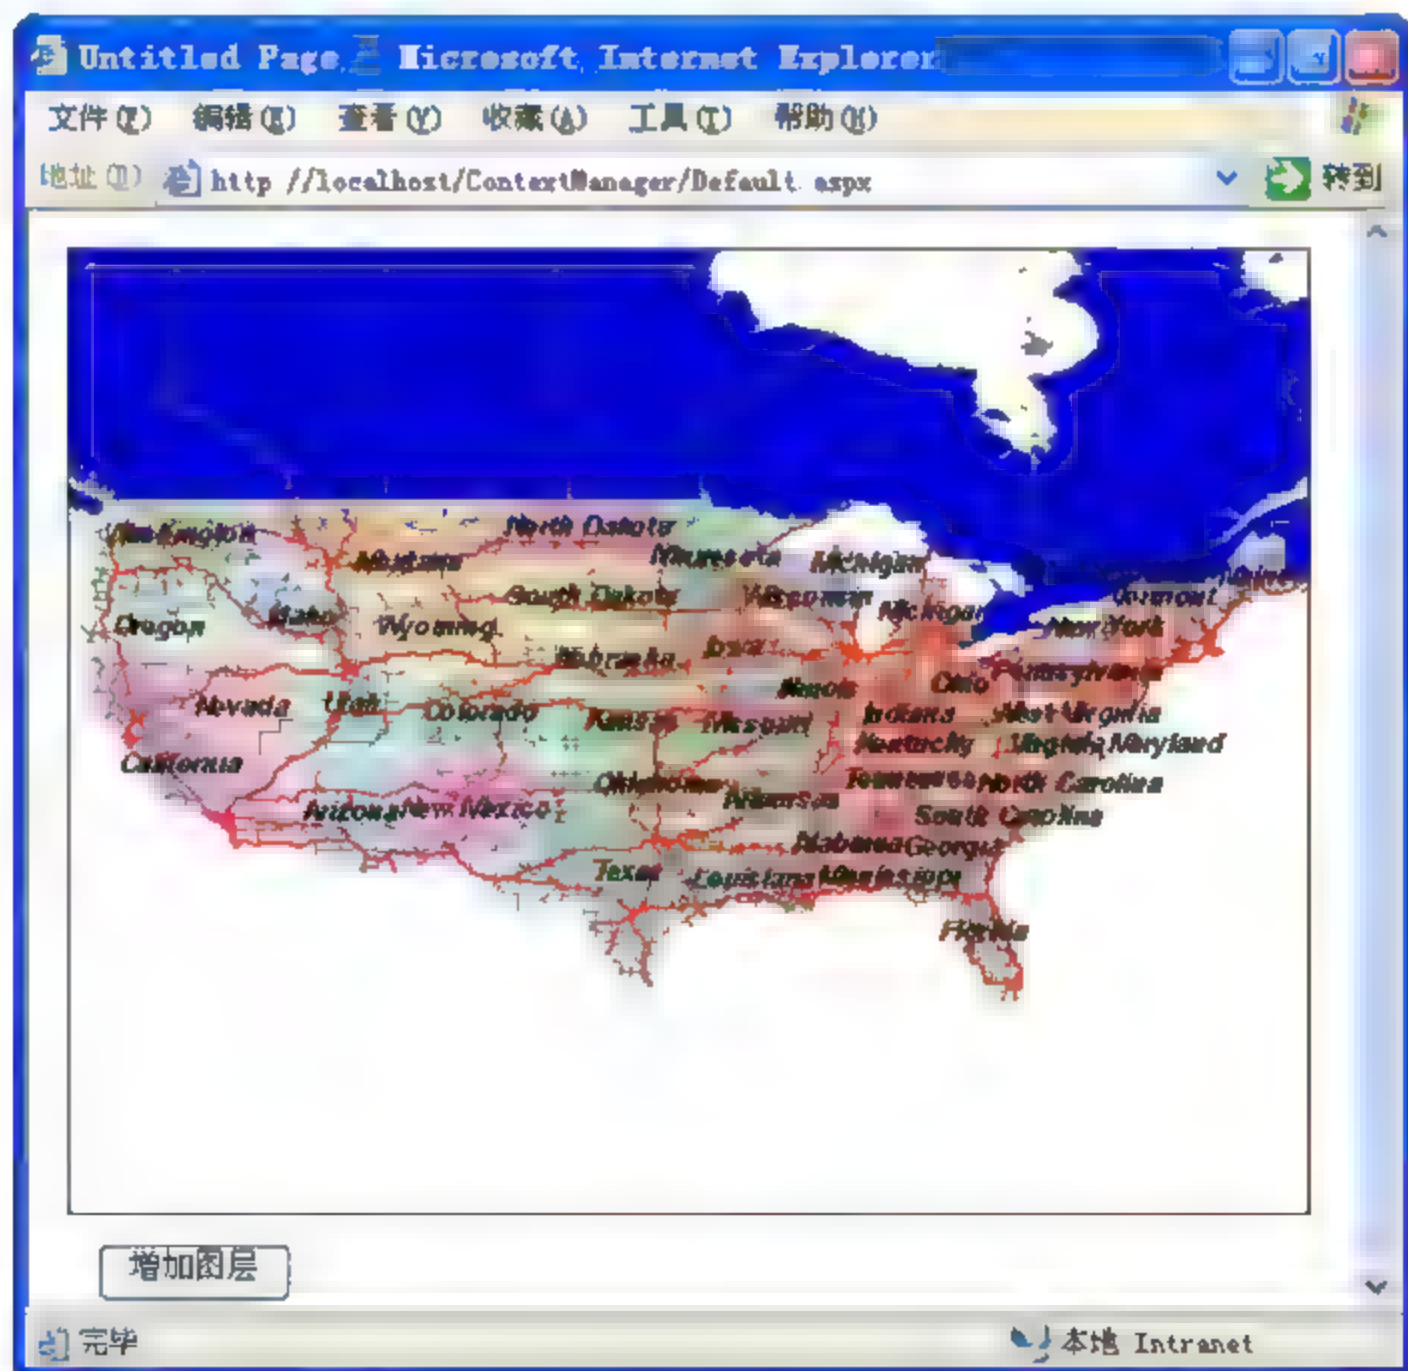 Untitled Page - Microsoft Internet Explorer
文件(F) 编辑(E) 查看(V) 收藏(A) 工具(T) 帮助(H)
地址(D) http://localhost/ContextManager/Default.aspx 转到
Washington
North Dakota
Montana
Minnesota
Michigan
South Dakota
Wisconsin
Michigan
Vermont
Oregon
Idaho
Wyoming
New York
Nebraska
Iowa
Pennsylvania
Illinois
Ohio
Nevada
Utah
Colorado
Kansas
Missouri
Indiana
West Virginia
Kentucky
Virginia
Maryland
California
Oklahoma
Tennessee
North Carolina
Arizona
New Mexico
Arkansas
South Carolina
Alabama
Georgia
Texas
Louisiana
Mississippi
Florida
增加图层
完毕
本地 Intranet